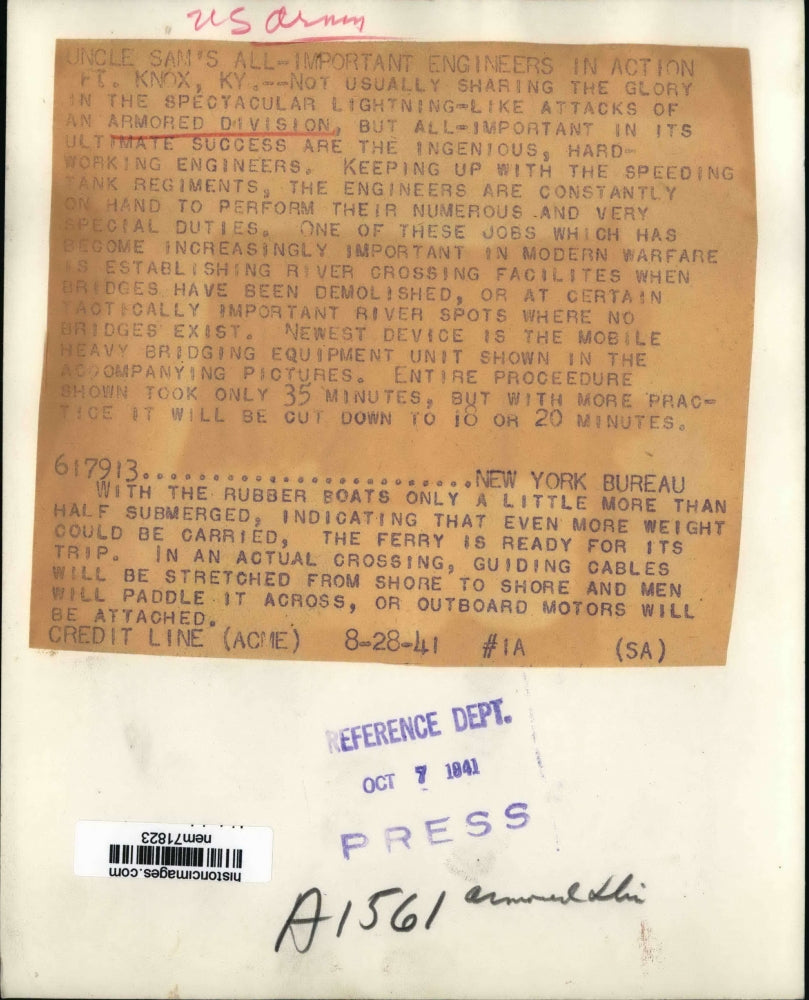 US Army
UNCLE SAM'S ALL-IMPORTANT ENGINEERS IN ACTION
FT. KNOX, KY.--NOT USUALLY SHARING THE GLORY
IN THE SPECTACULAR LIGHTNING-LIKE ATTACKS OF
AN ARMORED DIVISION, BUT ALL-IMPORTANT IN ITS
ULTIMATE SUCCESS ARE THE INGENIOUS, HARD-
WORKING ENGINEERS. KEEPING UP WITH THE SPEEDING
TANK REGIMENTS, THE ENGINEERS ARE CONSTANTLY
ON HAND TO PERFORM THEIR NUMEROUS AND VERY
SPECIAL DUTIES. ONE OF THESE JOBS WHICH HAS
BECOME INCREASINGLY IMPORTANT IN MODERN WARFARE
IS ESTABLISHING RIVER CROSSING FACILITES WHEN
BRIDGES HAVE BEEN DEMOLISHED, OR AT CERTAIN
TACTICALLY IMPORTANT RIVER SPOTS WHERE NO
BRIDGES EXIST. NEWEST DEVICE IS THE MOBILE
HEAVY BRIDGING EQUIPMENT UNIT SHOWN IN THE
ACCOMPANYING PICTURES. ENTIRE PROCEEDURE
SHOWN TOOK ONLY 35 MINUTES, BUT WITH MORE PRAC-
TICE IT WILL BE CUT DOWN TO 18 OR 20 MINUTES.
617913..........................NEW YORK BUREAU
WITH THE RUBBER BOATS ONLY A LITTLE MORE THAN
HALF SUBMERGED, INDICATING THAT EVEN MORE WEIGHT
COULD BE CARRIED, THE FERRY IS READY FOR ITS
TRIP. IN AN ACTUAL CROSSING, GUIDING CABLES
WILL BE STRETCHED FROM SHORE TO SHORE AND MEN
WILL PADDLE IT ACROSS, OR OUTBOARD MOTORS WILL
BE ATTACHED.
CREDIT LINE (ACME) 8-28-41 #1A (SA)
REFERENCE DEPT.
OCT 7 1941
PRESS
historicimages.com
nem71823
A1561 armored div